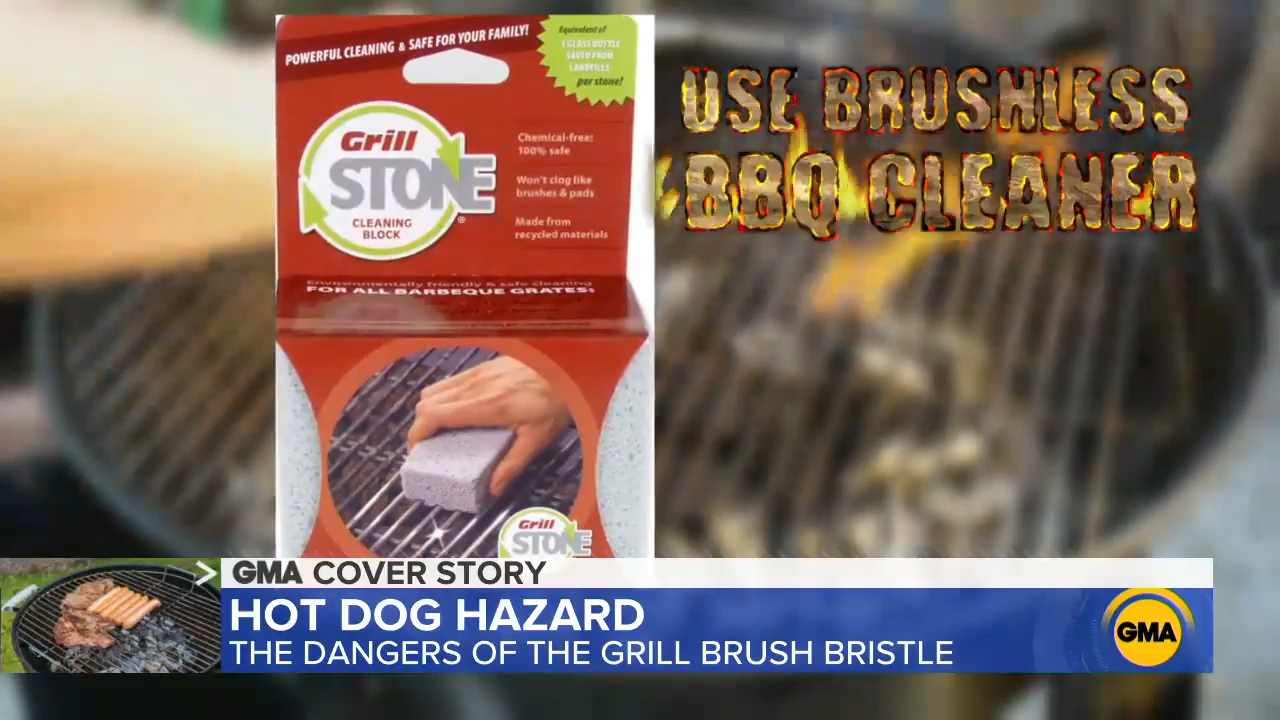 POWERFUL CLEANING & SAFE FOR YOUR FAMILY!
Equivalent of
1 GLASS BOTTLE
SAVED FROM
LANDFILLS
per stone!
USE BRUSHLESS
BBQ CLEANER
Grill
STONE
CLEANING
BLOCK
®
Chemical-free:
100% safe
Won't clog like
brushes & pads
Made from
recycled materials
Environmentally friendly & safe cleaning
FOR ALL BARBEQUE GRATES!
Grill
STONE
GMA COVER STORY
HOT DOG HAZARD
THE DANGERS OF THE GRILL BRUSH BRISTLE
GMA